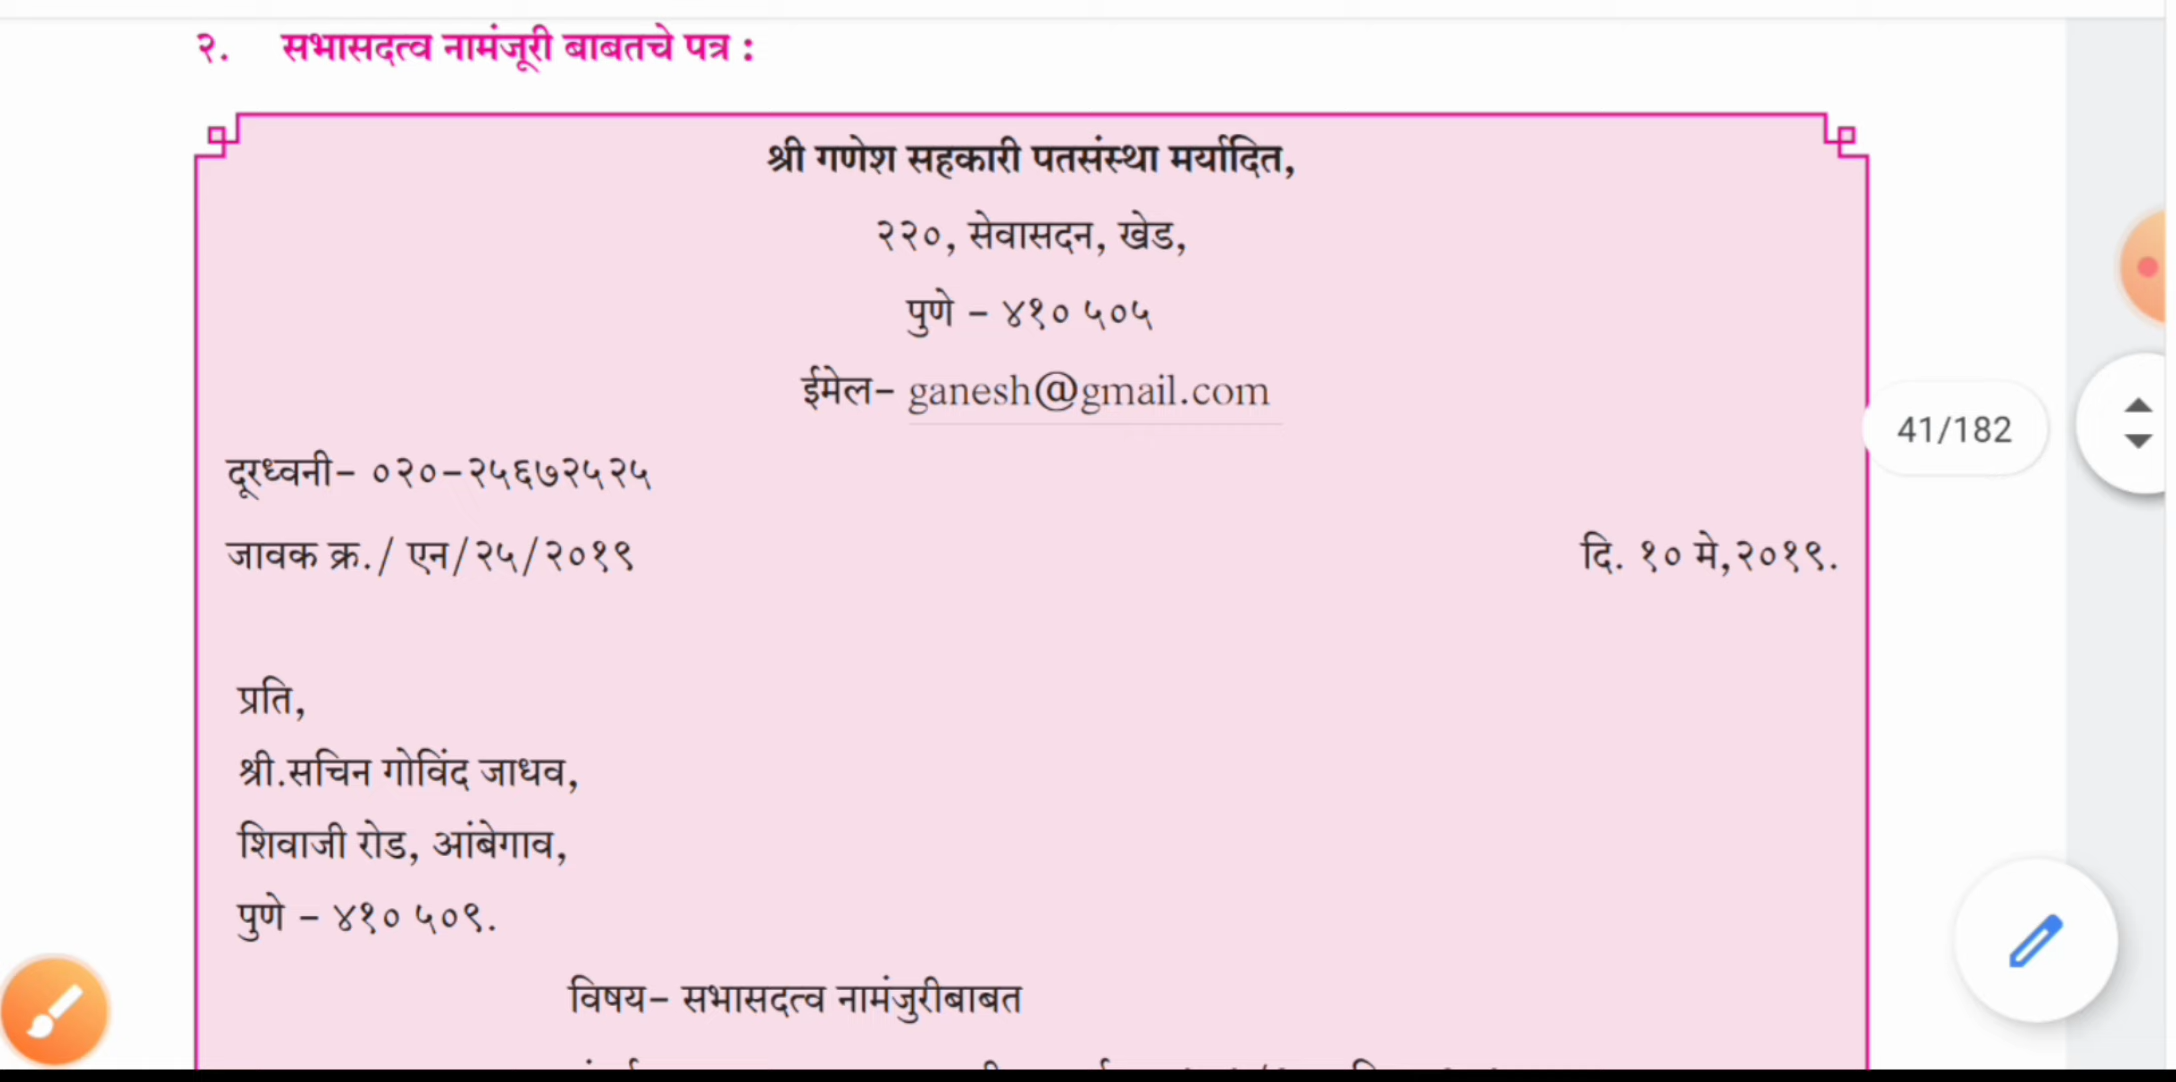 २. सभासदत्व नामंजूरी बाबतचे पत्र :
श्री गणेश सहकारी पतसंस्था मर्यादित,
२२०, सेवासदन, खेड,
पुणे – ४१० ५०५
ईमेल– ganesh@gmail.com
41/182
दूरध्वनी– ०२०–२५६७२५२५
जावक क्र./ एन/२५/२०१९ दि. १० मे,२०१९.
प्रति,
श्री.सचिन गोविंद जाधव,
शिवाजी रोड, आंबेगाव,
पुणे – ४१० ५०९.
विषय– सभासदत्व नामंजुरीबाबत